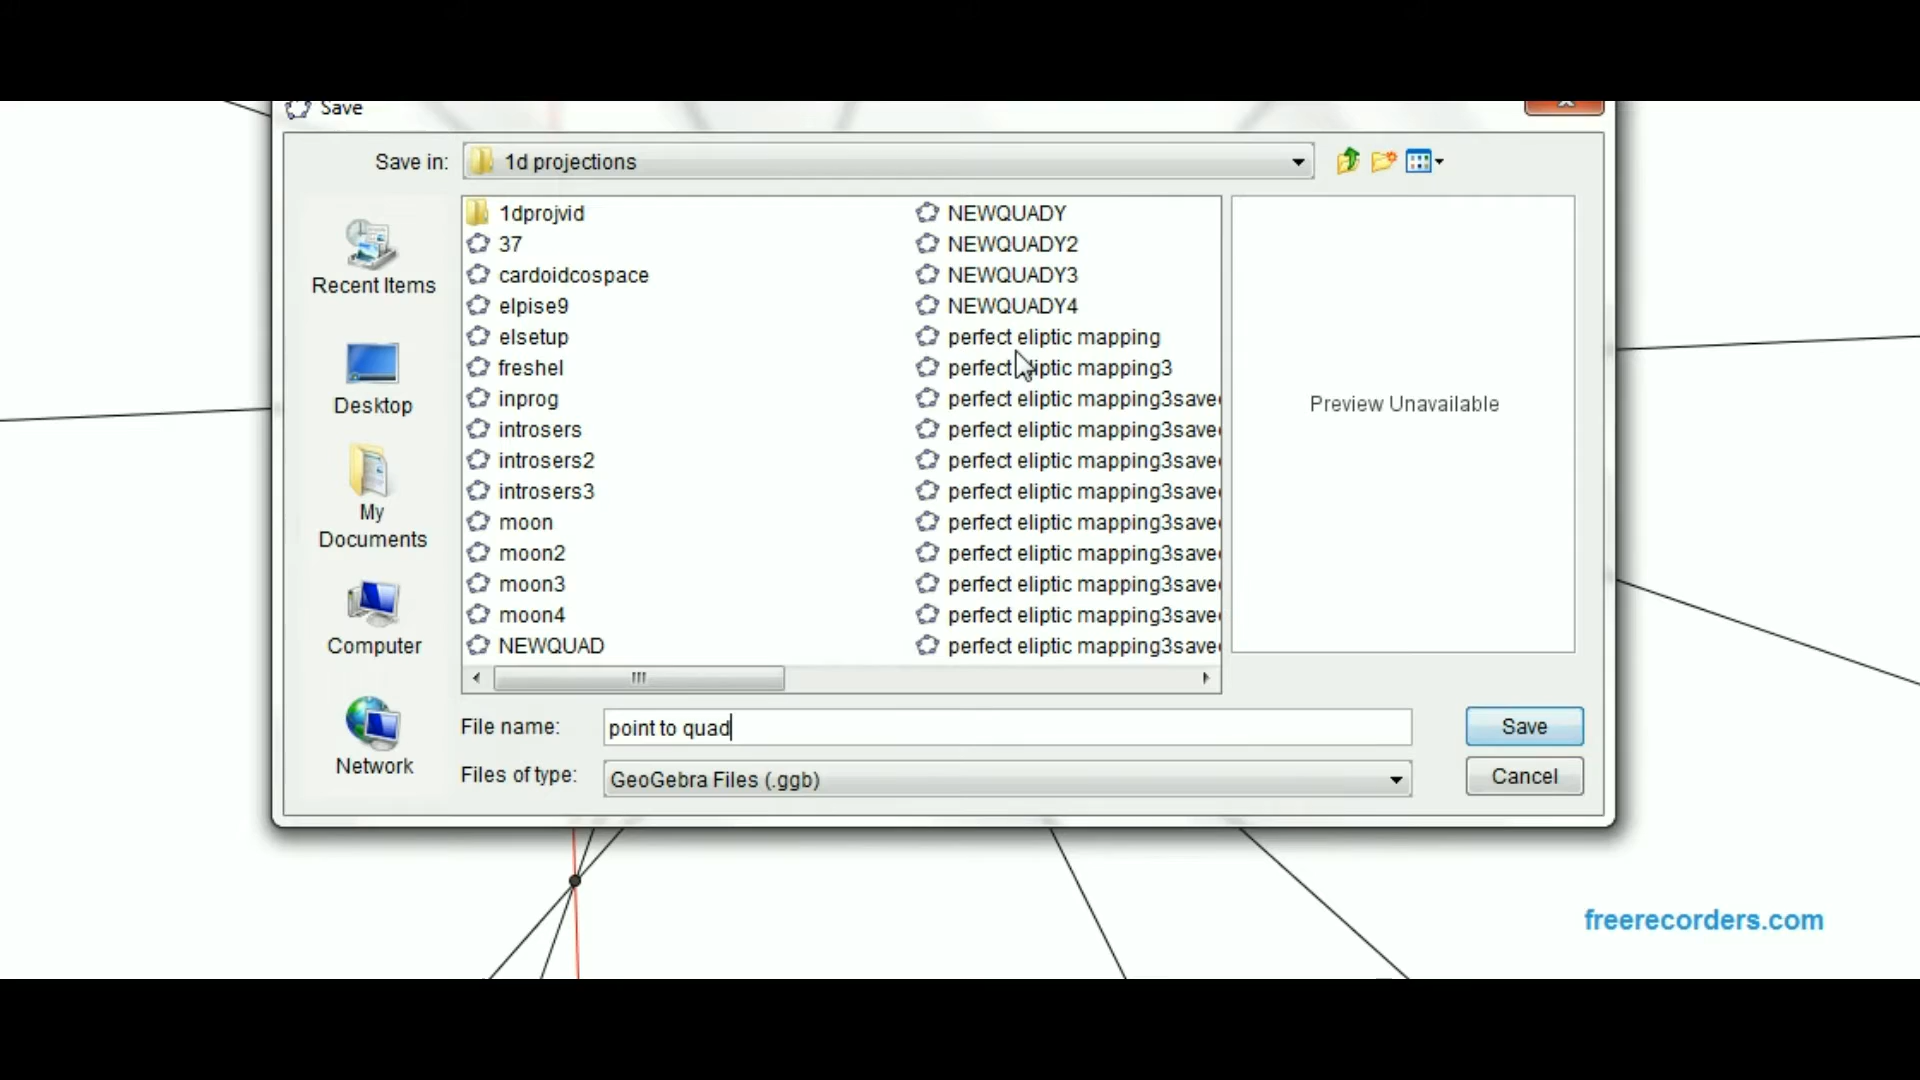 Save
Save in:
1d projections
Recent Items
Desktop
My
Documents
Computer
Network
1dprojvid
37
cardoidcospace
elpise9
elsetup
freshel
inprog
introsers
introsers2
introsers3
moon
moon2
moon3
moon4
NEWQUAD
NEWQUADY
NEWQUADY2
NEWQUADY3
NEWQUADY4
perfect eliptic mapping
perfect eliptic mapping3
perfect eliptic mapping3save
perfect eliptic mapping3save
perfect eliptic mapping3save
perfect eliptic mapping3save
perfect eliptic mapping3save
perfect eliptic mapping3save
perfect eliptic mapping3save
perfect eliptic mapping3save
perfect eliptic mapping3save
Preview Unavailable
File name:
point to quad
Save
Files of type:
GeoGebra Files (.ggb)
Cancel
freerecorders.com